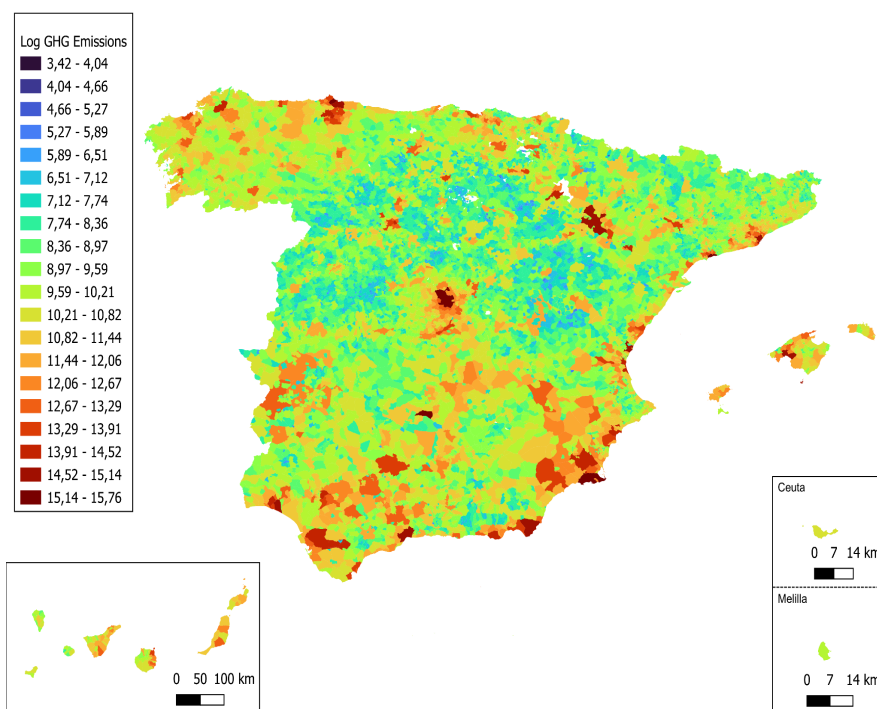 Log GHG Emissions
3,42 - 4,04
4,04 - 4,66
4,66 - 5,27
5,27 - 5,89
5,89 - 6,51
6,51 - 7,12
7,12 - 7,74
7,74 - 8,36
8,36 - 8,97
8,97 - 9,59
9,59 - 10,21
10,21 - 10,82
10,82 - 11,44
11,44 - 12,06
12,06 - 12,67
12,67 - 13,29
13,29 - 13,91
13,91 - 14,52
14,52 - 15,14
15,14 - 15,76
Ceuta
0 7 14 km
Melilla
0 7 14 km
0 50 100 km